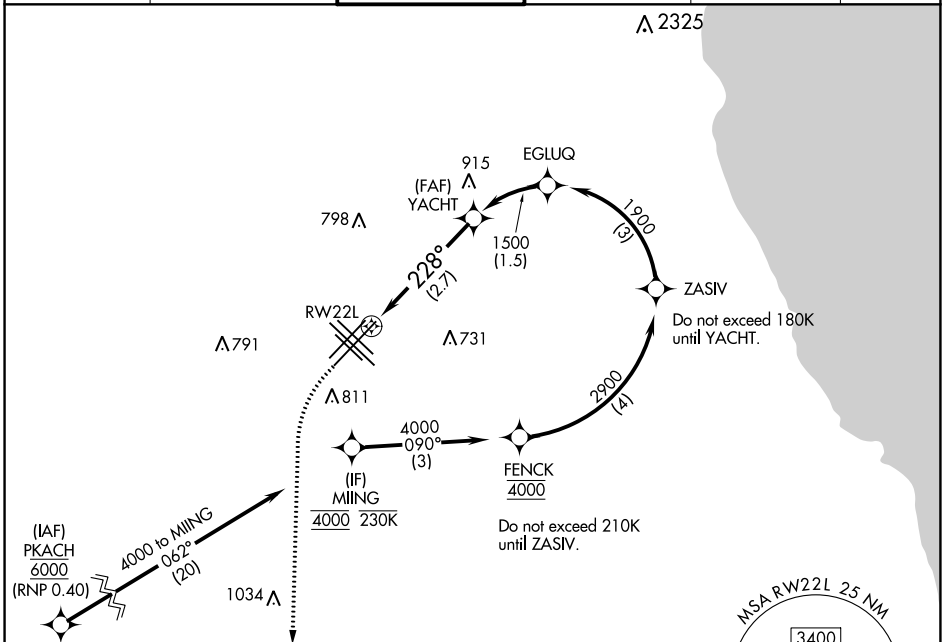 2325
EGLUQ
915
(FAF)
YACHT
798
1900
(3)
1500
(1.5)
228°
(2.7)
ZASIV
RW22L
Do not exceed 180K
until YACHT.
791
731
2900
(4)
811
4000
090°
(3)
(IF)
MIING
4000 230K
FENCK
4000
Do not exceed 210K
until ZASIV.
4000 to MIING
062°
(20)
(IAF)
PKACH
6000
(RNP 0.40)
1034
MSA RW22L 25 NM
3400